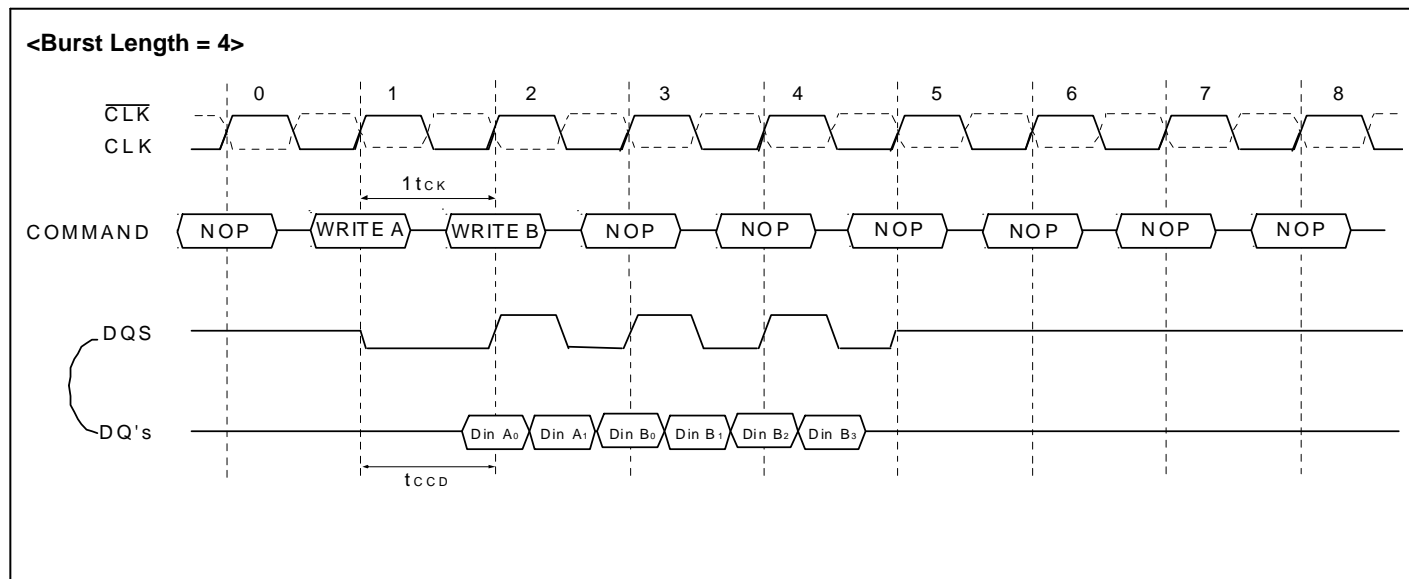 <Burst Length = 4>
0 1 2 3 4 5 6 7 8
CLK
CLK
1tCK
COMMAND NOP WRITE A WRITE B NOP NOP NOP NOP NOP NOP
DQS
DQ's Din A0 Din A1 Din B0 Din B1 Din B2 Din B3
tCCD